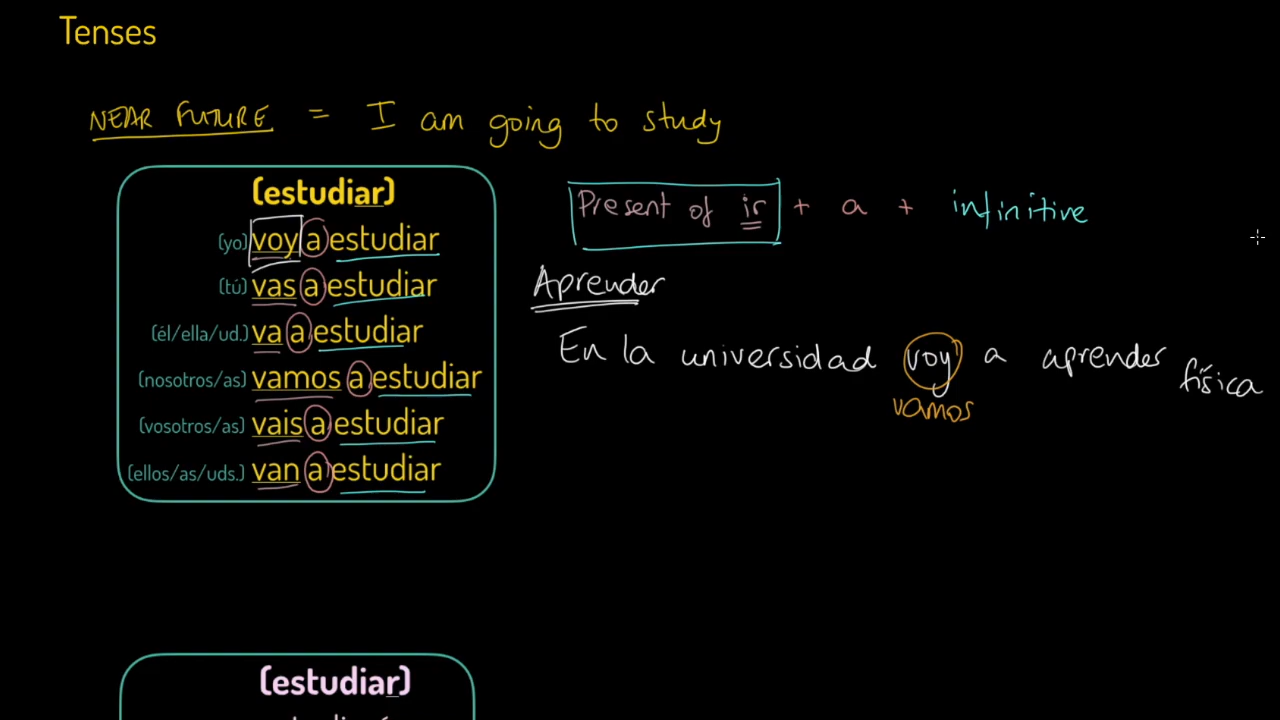 Tenses
NEAR FUTURE = I am going to study
(estudiar)
(yo) voy a estudiar
(tú) vas a estudiar
(él/ella/ud.) va a estudiar
(nosotros/as) vamos a estudiar
(vosotros/as) vais a estudiar
(ellos/as/uds.) van a estudiar
Present of ir + a + infinitive
Aprender
En la universidad voy a aprender física
vamos
(estudiar)